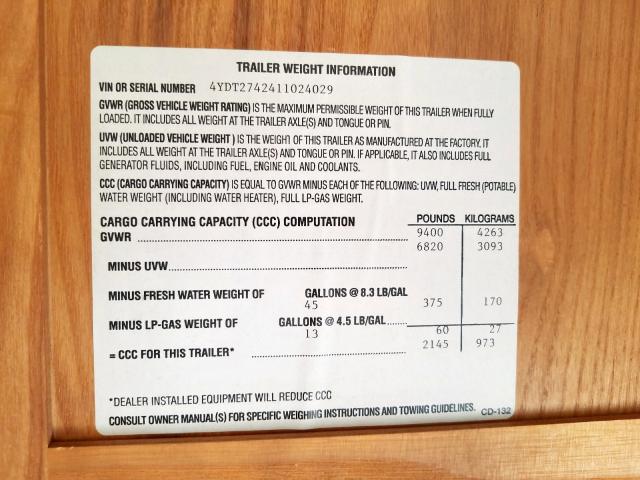 TRAILER WEIGHT INFORMATION
VIN OR SERIAL NUMBER 4YDT2742411024029
GVWR (GROSS VEHICLE WEIGHT RATING) IS THE MAXIMUM PERMISSIBLE WEIGHT OF THIS TRAILER WHEN FULLY
LOADED. IT INCLUDES ALL WEIGHT AT THE TRAILER AXLE(S) AND TONGUE OR PIN.
UVW (UNLOADED VEHICLE WEIGHT ) IS THE WEIGHT OF THIS TRAILER AS MANUFACTURED AT THE FACTORY. IT
INCLUDES ALL WEIGHT AT THE TRAILER AXLE(S) AND TONGUE OR PIN. IF APPLICABLE, IT ALSO INCLUDES FULL
GENERATOR FLUIDS, INCLUDING FUEL, ENGINE OIL AND COOLANTS.
CCC (CARGO CARRYING CAPACITY) IS EQUAL TO GVWR MINUS EACH OF THE FOLLOWING: UVW, FULL FRESH (POTABLE)
WATER WEIGHT (INCLUDING WATER HEATER), FULL LP-GAS WEIGHT.
CARGO CARRYING CAPACITY (CCC) COMPUTATION POUNDS KILOGRAMS
GVWR 9400 4263
6820 3093
MINUS UVW
MINUS FRESH WATER WEIGHT OF GALLONS @ 8.3 LB/GAL
45 375 170
MINUS LP-GAS WEIGHT OF GALLONS @ 4.5 LB/GAL
13 60 27
= CCC FOR THIS TRAILER* 2145 973
*DEALER INSTALLED EQUIPMENT WILL REDUCE CCC
CONSULT OWNER MANUAL(S) FOR SPECIFIC WEIGHING INSTRUCTIONS AND TOWING GUIDELINES. CD-132